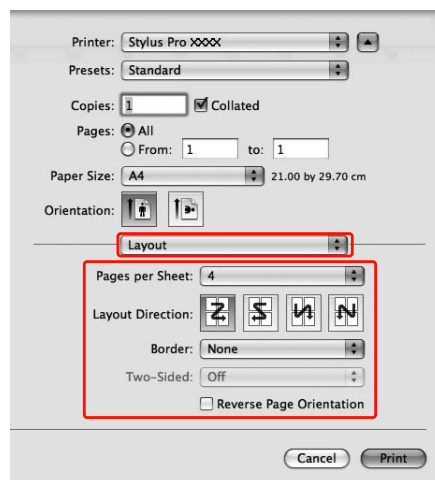 Printer: Stylus Pro XXXX
Presets: Standard
Copies: 1 Collated
Pages: All
From: 1 to: 1
Paper Size: A4 21.00 by 29.70 cm
Orientation:
Layout
Pages per Sheet: 4
Layout Direction:
Border: None
Two-Sided: Off
Reverse Page Orientation
Cancel Print